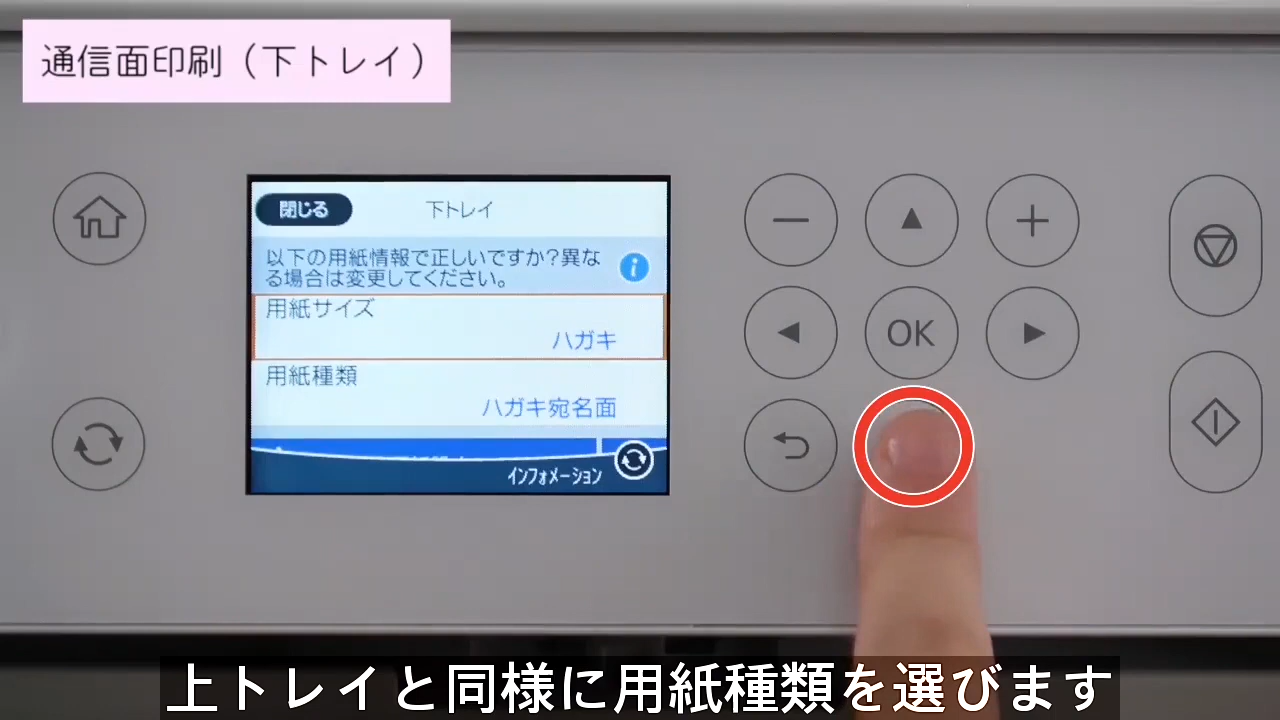 通信面印刷（下トレイ）
閉じる
下トレイ
以下の用紙情報で正しいですか?異な
る場合は変更してください。
i
用紙サイズ
ハガキ
用紙種類
ハガキ宛名面
インフォメーション
OK
上トレイと同様に用紙種類を選びます